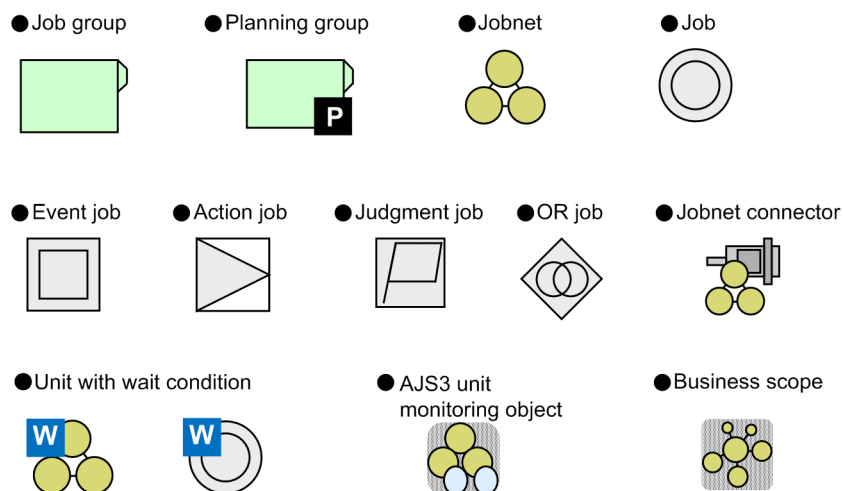 ● Job group
● Planning group
● Jobnet
● Job
P
● Event job
● Action job
● Judgment job
● OR job
● Jobnet connector
● Unit with wait condition
● AJS3 unit
monitoring object
● Business scope
W
W